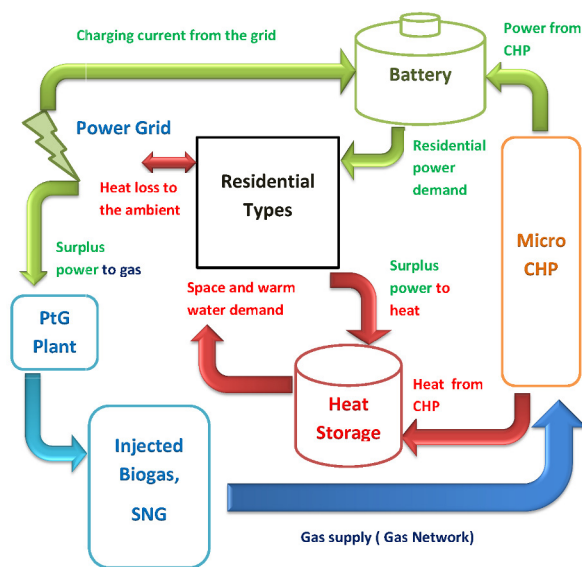 Charging current from the grid
Power from
CHP
Battery
Power Grid
Residential
power
demand
Heat loss to
the ambient
Residential
Types
Micro
CHP
Surplus
power to gas
Space and warm
water demand
Surplus
power to
heat
PtG
Plant
Heat from
CHP
Heat
Storage
Injected
Biogas,
SNG
Gas supply ( Gas Network)